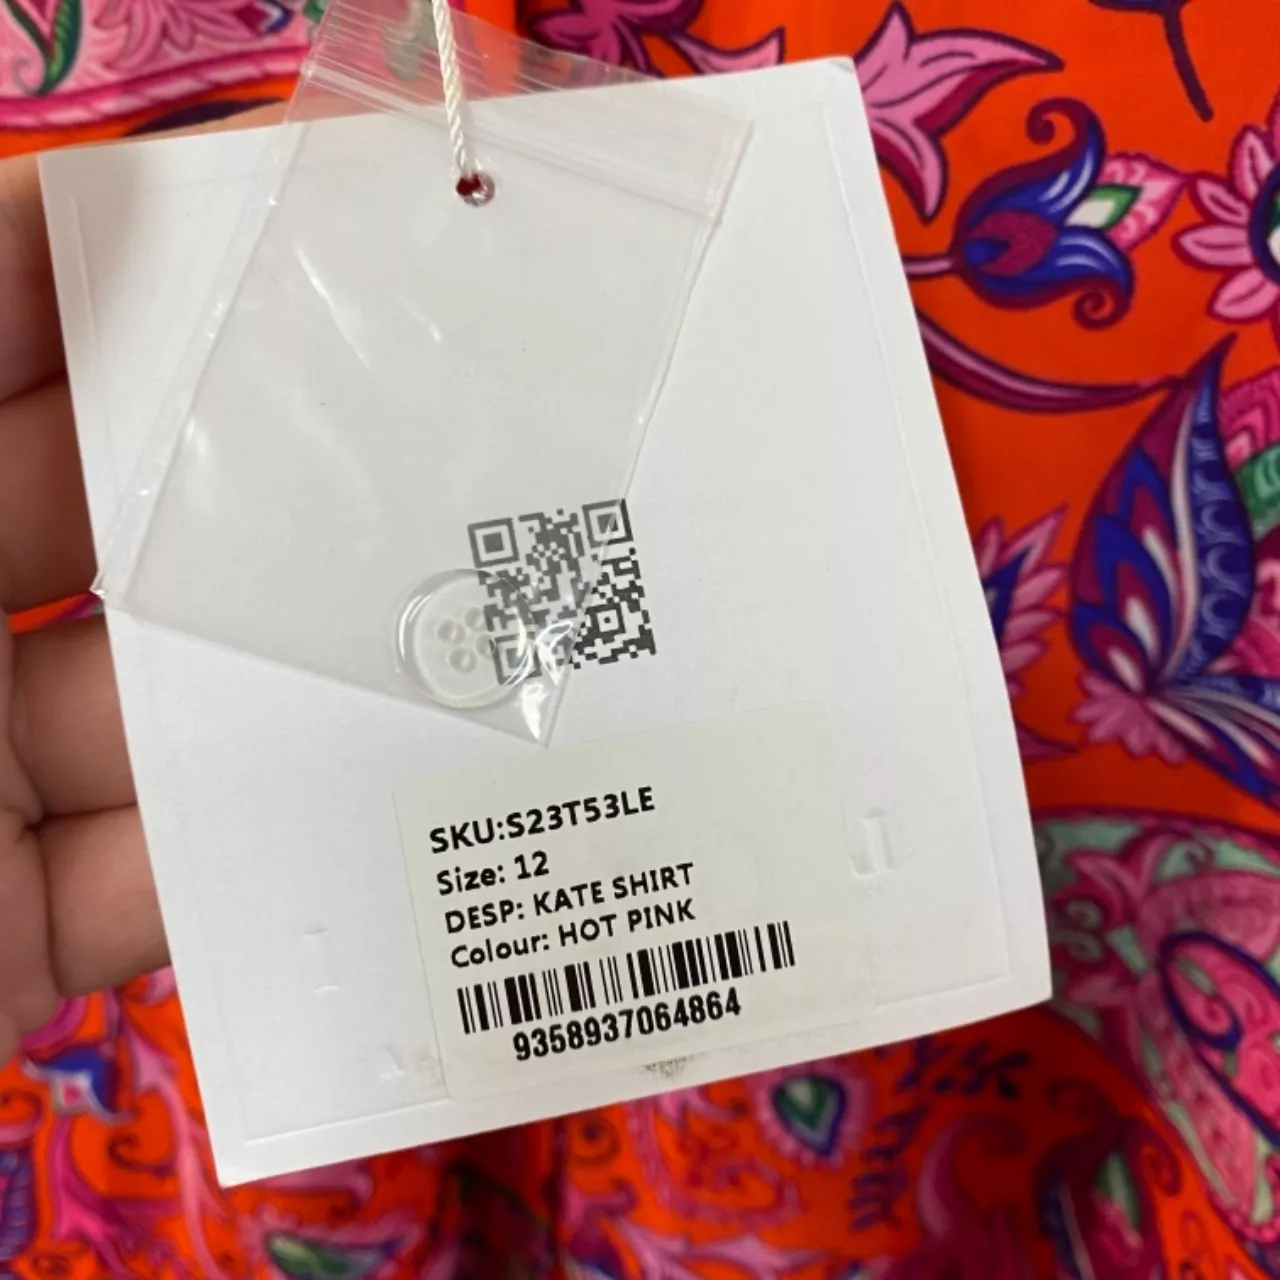 SKU:S23T53LE
Size: 12
DESP: KATE SHIRT
Colour: HOT PINK
9358937064864